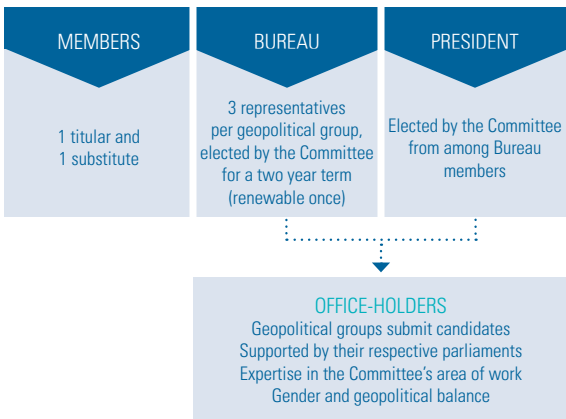 MEMBERS
1 titular and
1 substitute
BUREAU
3 representatives
per geopolitical group,
elected by the Committee
for a two year term
(renewable once)
PRESIDENT
Elected by the Committee
from among Bureau
members
OFFICE-HOLDERS
Geopolitical groups submit candidates
Supported by their respective parliaments
Expertise in the Committee's area of work
Gender and geopolitical balance